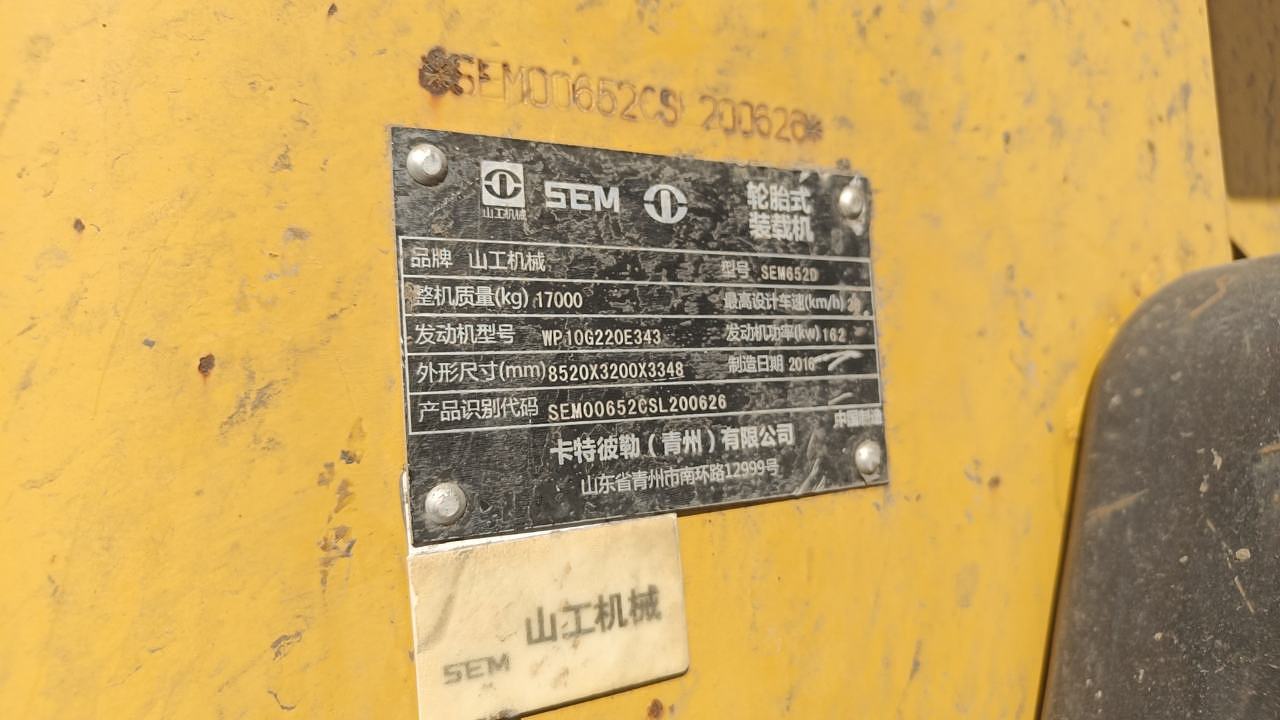 *SEM00652CSL200626*
山工机械 SEM 轮胎式
装载机
品牌 山工机械 型号 SEM652D
整机质量(kg) 17000 最高设计车速(km/h)
发动机型号 WP10G220E343 发动机功率(kw) 162
外形尺寸(mm) 8520X3200X3348 制造日期 2016
产品识别代码 SEM00652CSL200626
中国制造
卡特彼勒（青州）有限公司
山东省青州市南环路12999号
山工机械
SEM